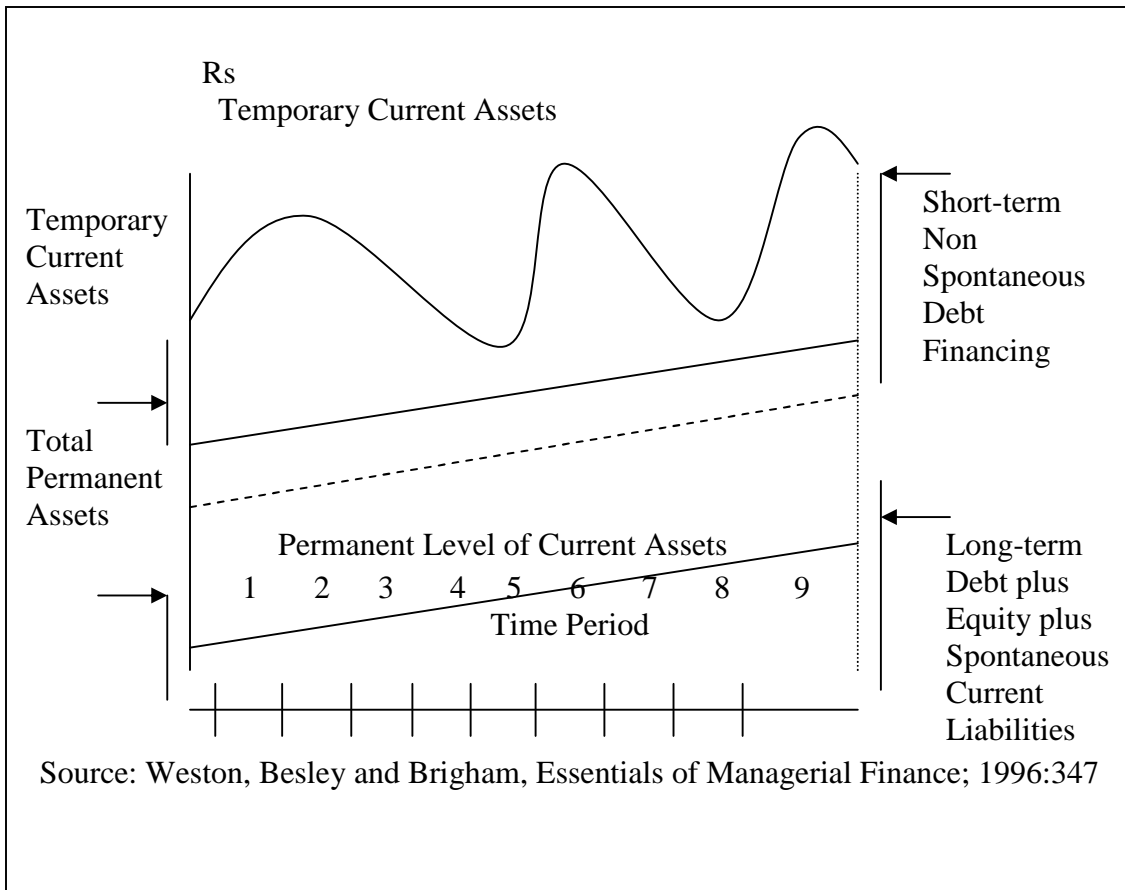 Rs
Temporary Current Assets
Temporary
Current
Assets
Short-term
Non
Spontaneous
Debt
Financing
Total
Permanent
Assets
Permanent Level of Current Assets
1 2 3 4 5 6 7 8 9
Time Period
Long-term
Debt plus
Equity plus
Spontaneous
Current
Liabilities
Source: Weston, Besley and Brigham, Essentials of Managerial Finance; 1996:347